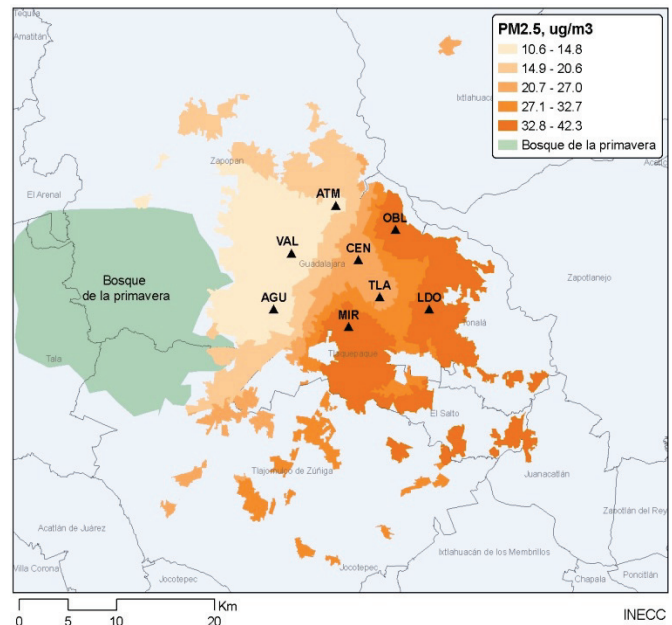 Tequila
Amatitán
PM2.5, ug/m3
10.6 - 14.8
14.9 - 20.6
20.7 - 27.0
27.1 - 32.7
32.8 - 42.3
Bosque de la primavera
Zapopan
El Arenal
ATM
OBL
VAL
CEN
Guadalajara
Zapotlanejo
Bosque
de la primavera
AGU
TLA
LDO
MIR
Tonalá
Tala
Tlaquepaque
El Salto
Tlajomulco de Zúñiga
Juanacatlán
Zapotlán del Rey
Acatlán de Juárez
Ixtlahuacán de los Membrillos
Villa Corona
Jocotepec
Jocotepec
Chapala
Poncitlán
0 5 10 20
Km
INECC